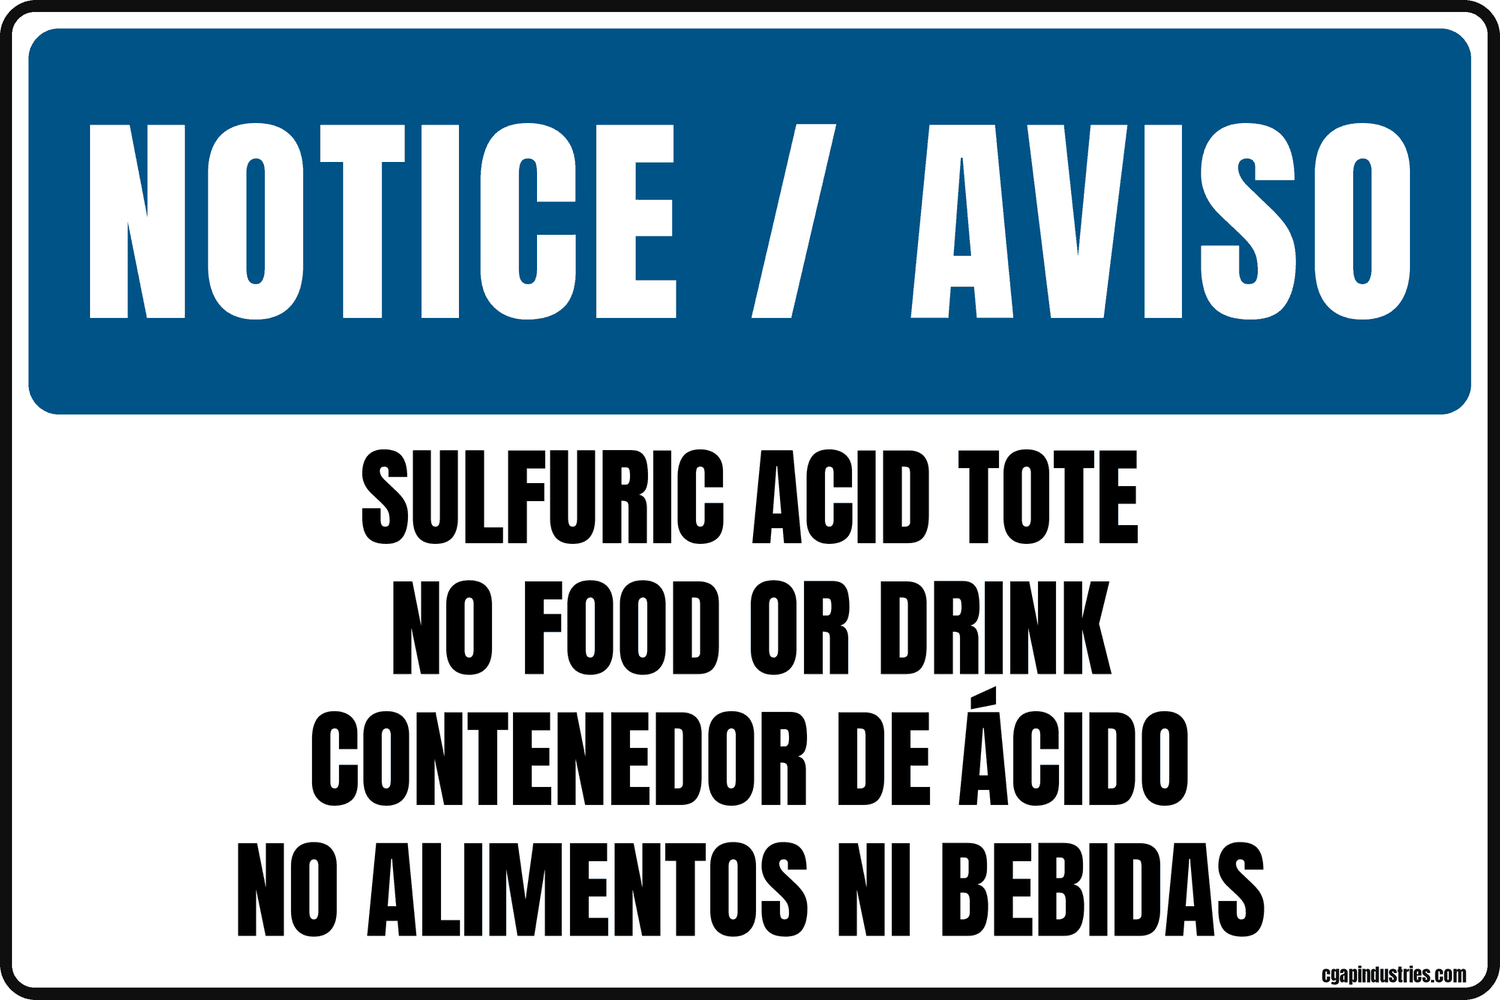 NOTICE / AVISO
SULFURIC ACID TOTE
NO FOOD OR DRINK
CONTENEDOR DE ÁCIDO
NO ALIMENTOS NI BEBIDAS
cgapindustries.com